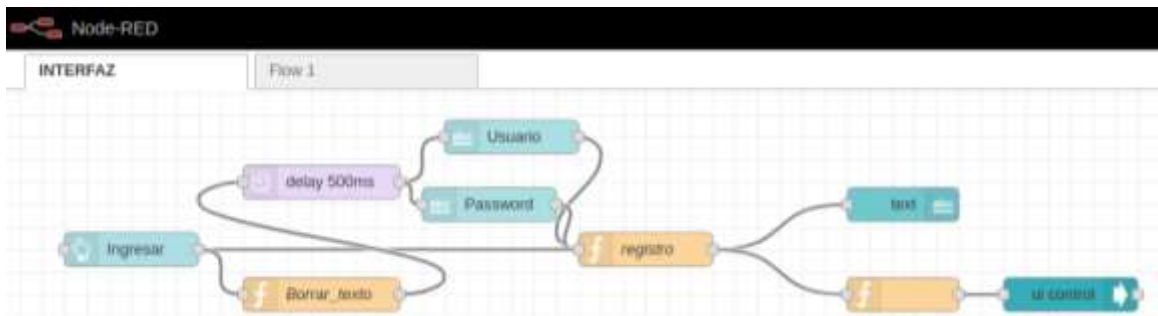 Node-RED
INTERFAZ
Flow 1
Usuario
delay 500ms
Password
text
Ingresar
registro
Borrar_texto
ui control